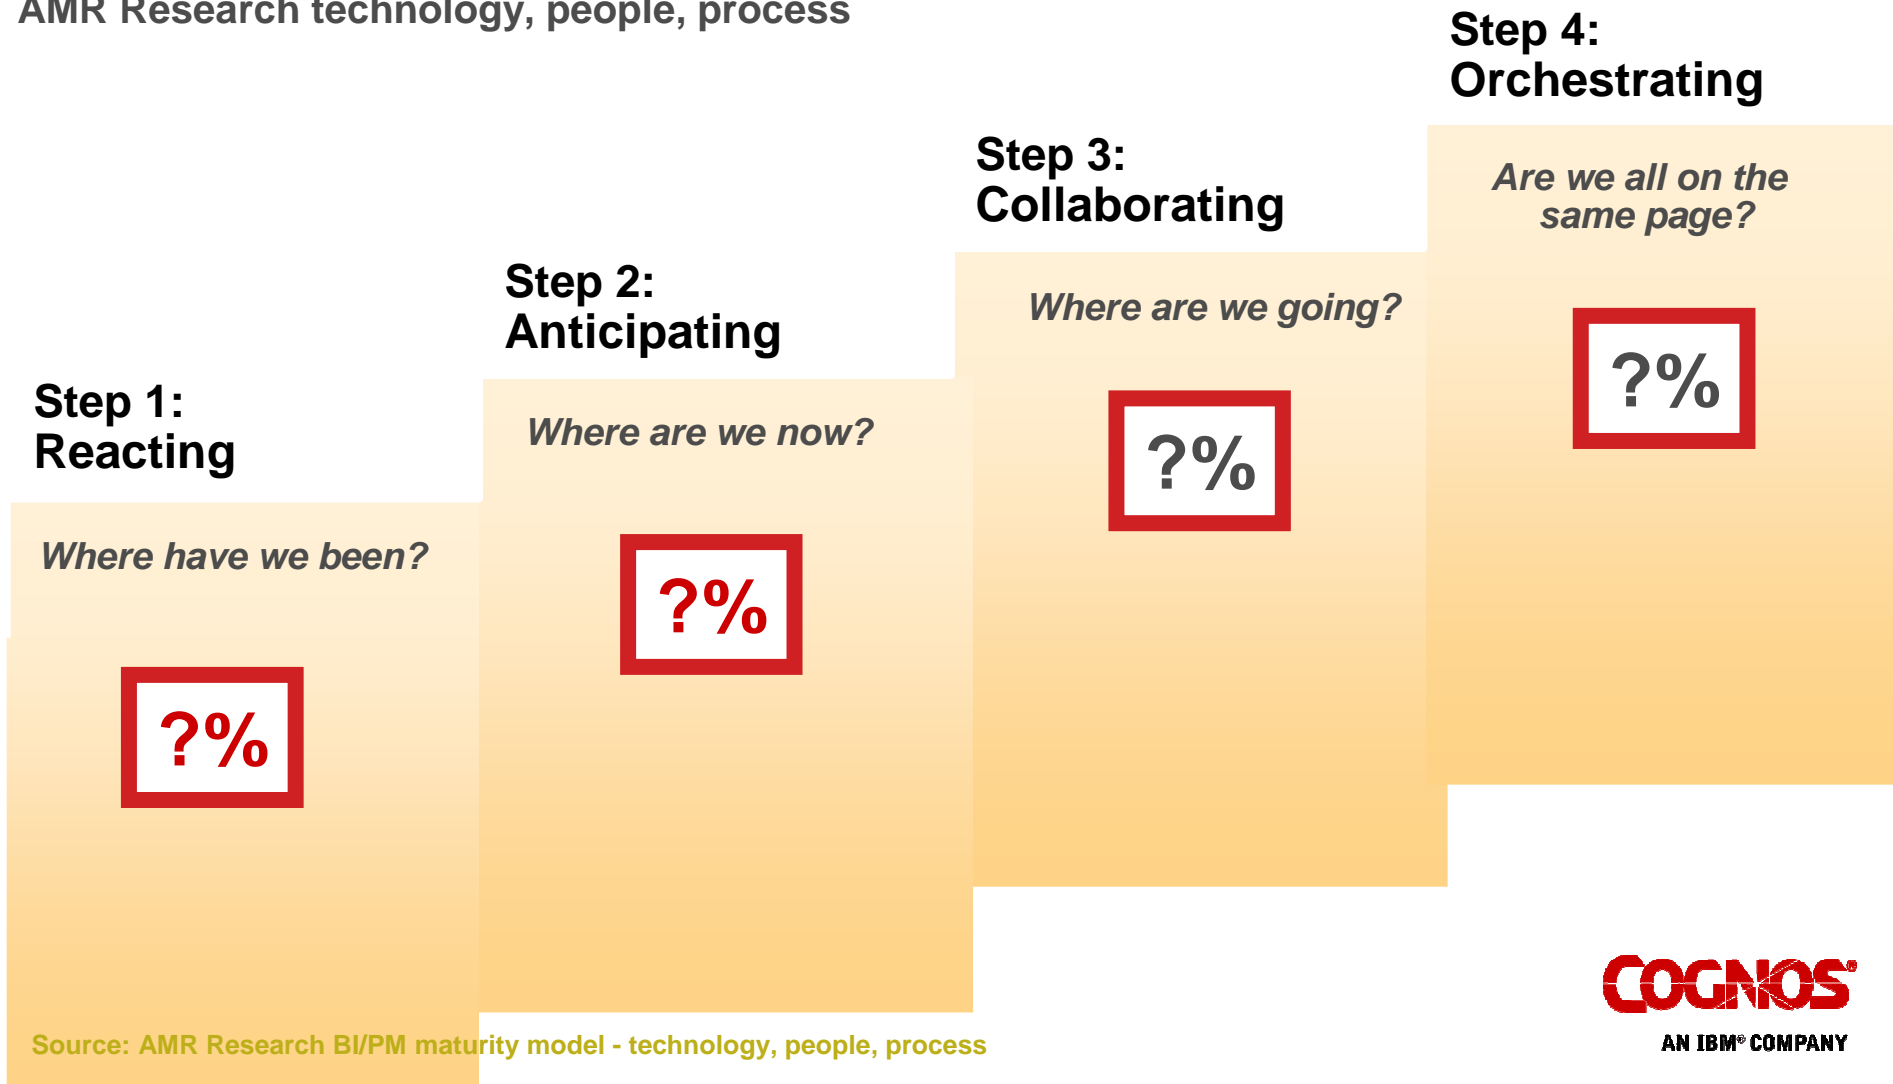 AMR Research technology, people, process
Step 1:
Reacting
Where have we been?
?%
Step 2:
Anticipating
Where are we now?
?%
Step 3:
Collaborating
Where are we going?
?%
Step 4:
Orchestrating
Are we all on the
same page?
?%
Source: AMR Research BI/PM maturity model - technology, people, process
COGNOS®
AN IBM® COMPANY